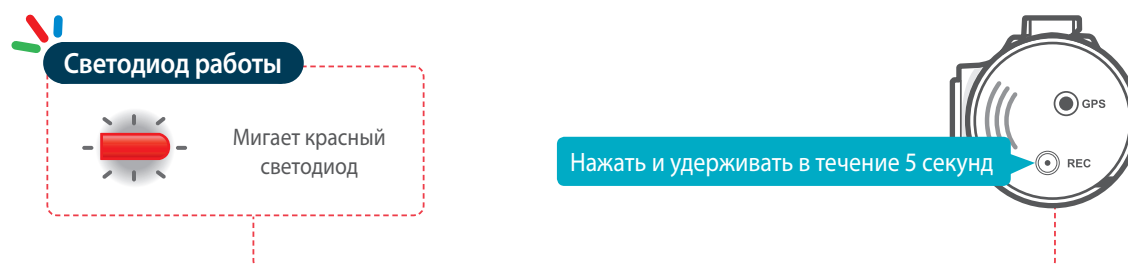 Светодиод работы
Мигает красный
светодиод
GPS
Нажать и удерживать в течение 5 секунд
REC